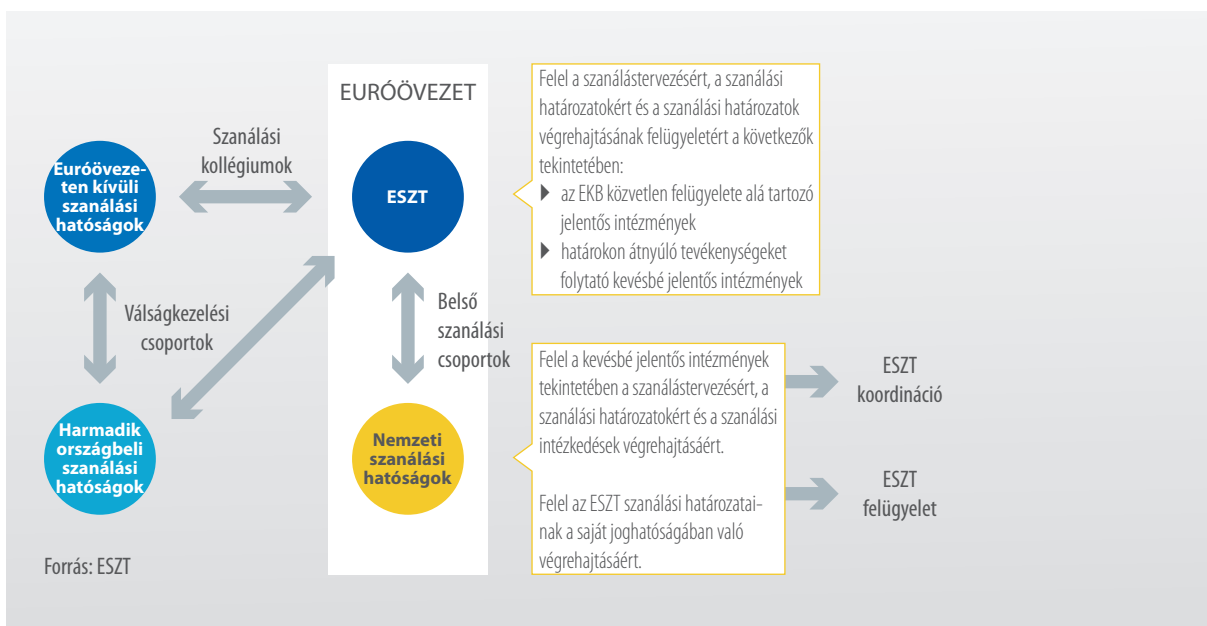 EURÓÖVEZET
Szanálási
kollégiumok
Euróöveze-
ten kívüli
szanálási
hatóságok
ESZT
Felel a szanálástervezésért, a szanálási
határozatokért és a szanálási határozatok
végrehajtásának felügyeletért a következők
tekintetében:
▶ az EKB közvetlen felügyelete alá tartozó
jelentős intézmények
▶ határokon átnyúló tevékenységeket
folytató kevésbé jelentős intézmények
Válságkezelési
csoportok
Belső
szanálási
csoportok
Harmadik
országbeli
szanálási
hatóságok
Nemzeti
szanálási
hatóságok
Felel a kevésbé jelentős intézmények
tekintetében a szanálástervezésért, a
szanálási határozatokért és a szanálási
intézkedések végrehajtásáért.
Felel az ESZT szanálási határozatai-
nak a saját joghatóságában való
végrehajtásáért.
ESZT
koordináció
ESZT
felügyelet
Forrás: ESZT